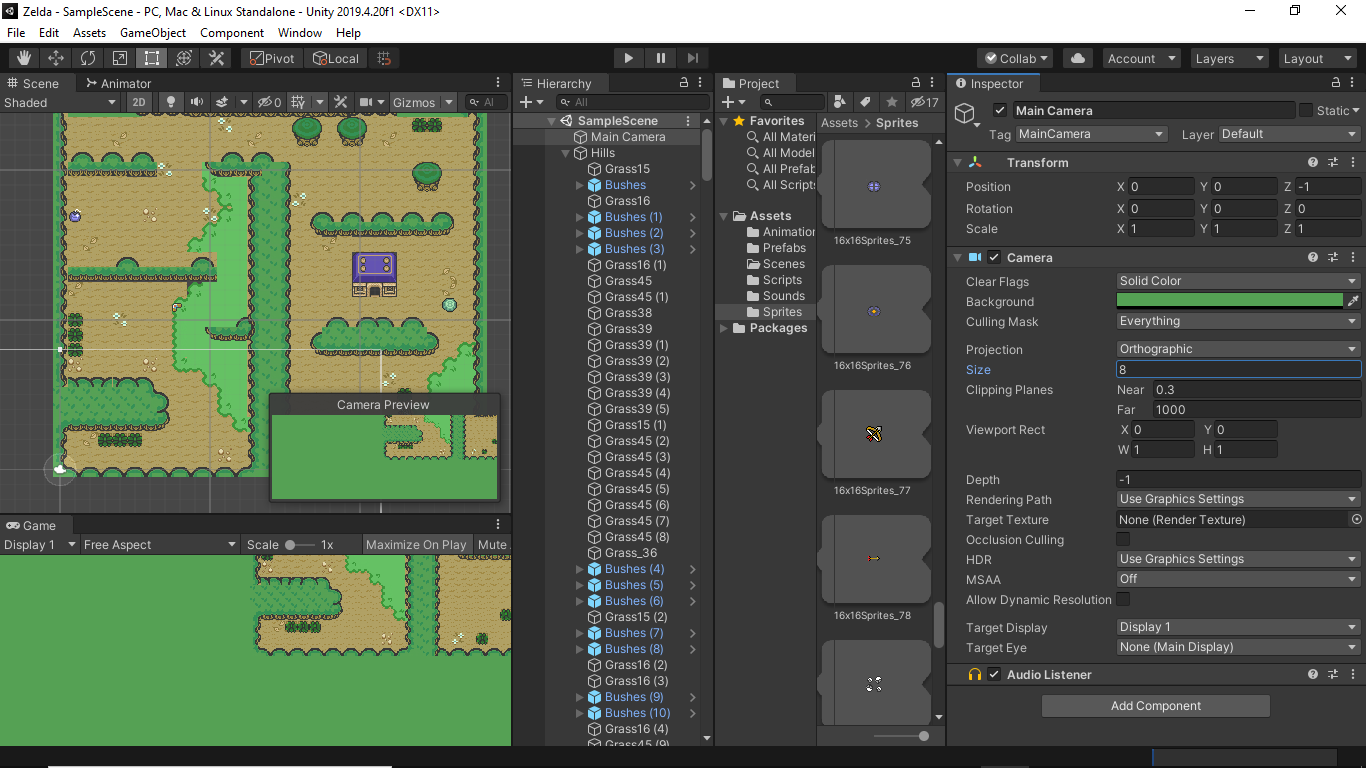 Zelda - SampleScene - PC, Mac & Linux Standalone - Unity 2019.4.20f1 <DX11>
File Edit Assets GameObject Component Window Help
Pivot Local Collab Account Layers Layout
Scene Animator
Shaded 2D 0 Gizmos All
Camera Preview
Game
Display 1 Free Aspect Scale 1x Maximize On Play Mute
Hierarchy
All
SampleScene
Main Camera
Hills
Grass15
Bushes
Grass16
Bushes (1)
Bushes (2)
Bushes (3)
Grass16 (1)
Grass45
Grass45 (1)
Grass38
Grass39
Grass39 (1)
Grass39 (2)
Grass39 (3)
Grass39 (4)
Grass39 (5)
Grass15 (1)
Grass45 (2)
Grass45 (3)
Grass45 (4)
Grass45 (5)
Grass45 (6)
Grass45 (7)
Grass45 (8)
Grass_36
Bushes (4)
Bushes (5)
Bushes (6)
Grass15 (2)
Bushes (7)
Bushes (8)
Grass16 (2)
Grass16 (3)
Bushes (9)
Bushes (10)
Grass16 (4)
Grass45 (9)
Project
17
Favorites
All Materi
All Model
All Prefab
All Scripts
Assets
Animation
Prefabs
Scenes
Scripts
Sounds
Sprites
Packages
Assets > Sprites
16x16Sprites_75
16x16Sprites_76
16x16Sprites_77
16x16Sprites_78
Inspector
Main Camera Static
Tag MainCamera Layer Default
Transform
Position X 0 Y 0 Z -1
Rotation X 0 Y 0 Z 0
Scale X 1 Y 1 Z 1
Camera
Clear Flags Solid Color
Background
Culling Mask Everything
Projection Orthographic
Size 8
Clipping Planes Near 0.3
Far 1000
Viewport Rect X 0 Y 0
W 1 H 1
Depth -1
Rendering Path Use Graphics Settings
Target Texture None (Render Texture)
Occlusion Culling
HDR Use Graphics Settings
MSAA Off
Allow Dynamic Resolution
Target Display Display 1
Target Eye None (Main Display)
Audio Listener
Add Component